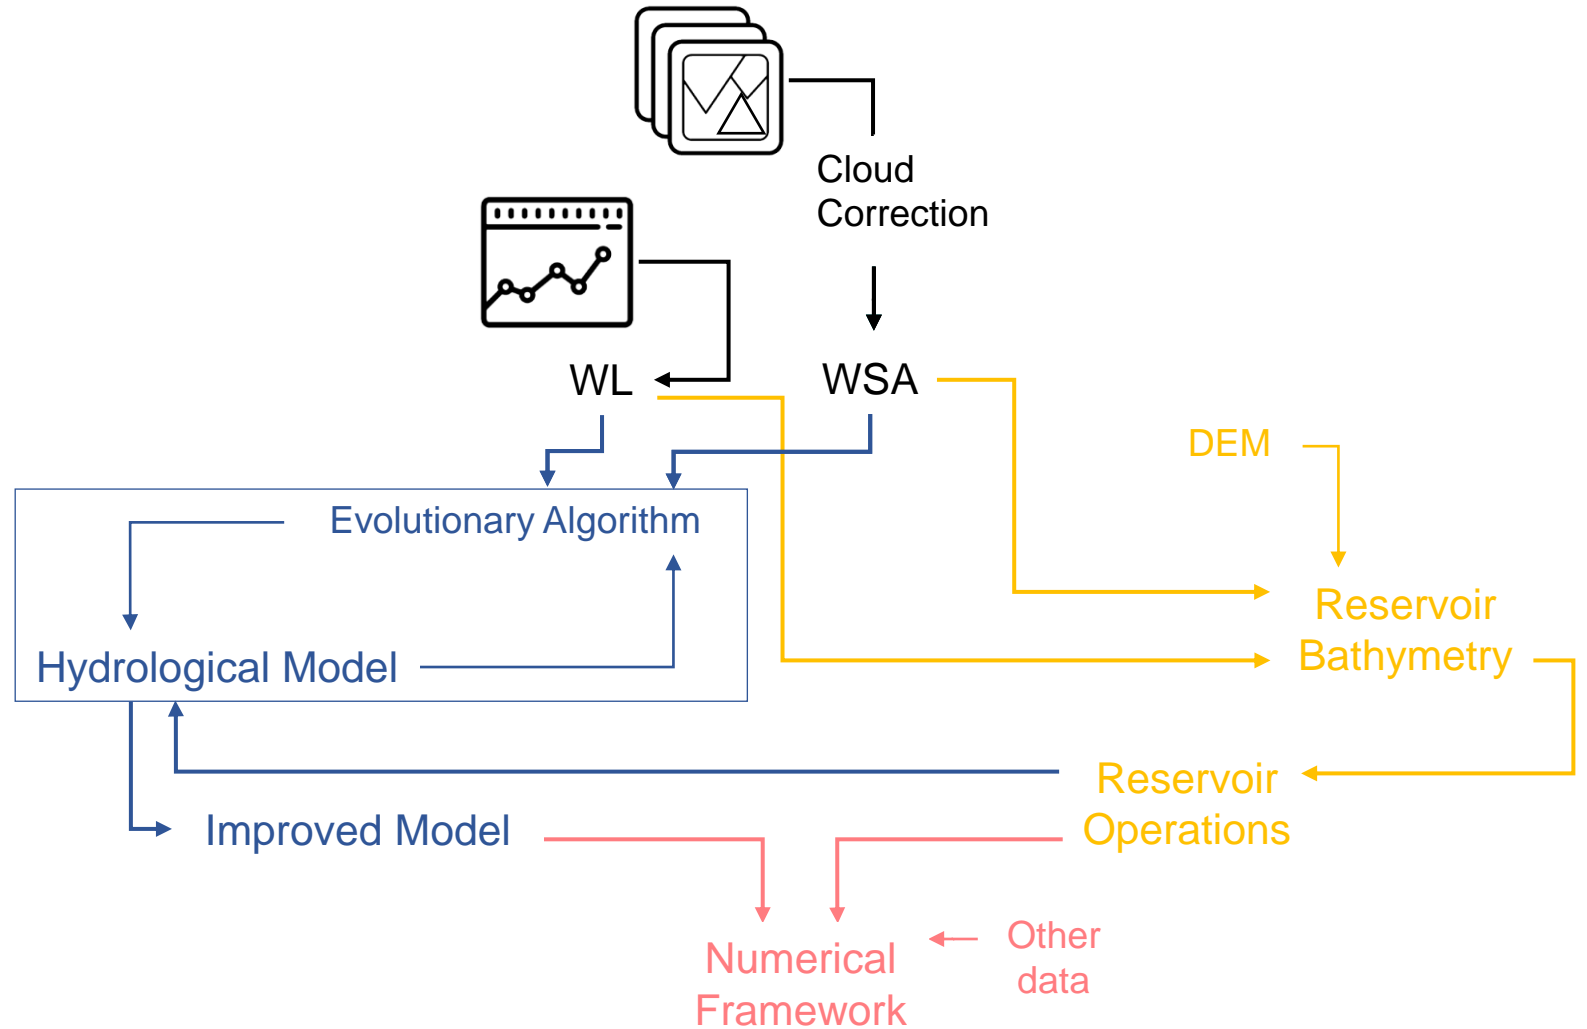 Cloud
Correction
WL
WSA
DEM
Evolutionary Algorithm
Reservoir
Bathymetry
Hydrological Model
Reservoir
Operations
Improved Model
Other
data
Numerical
Framework